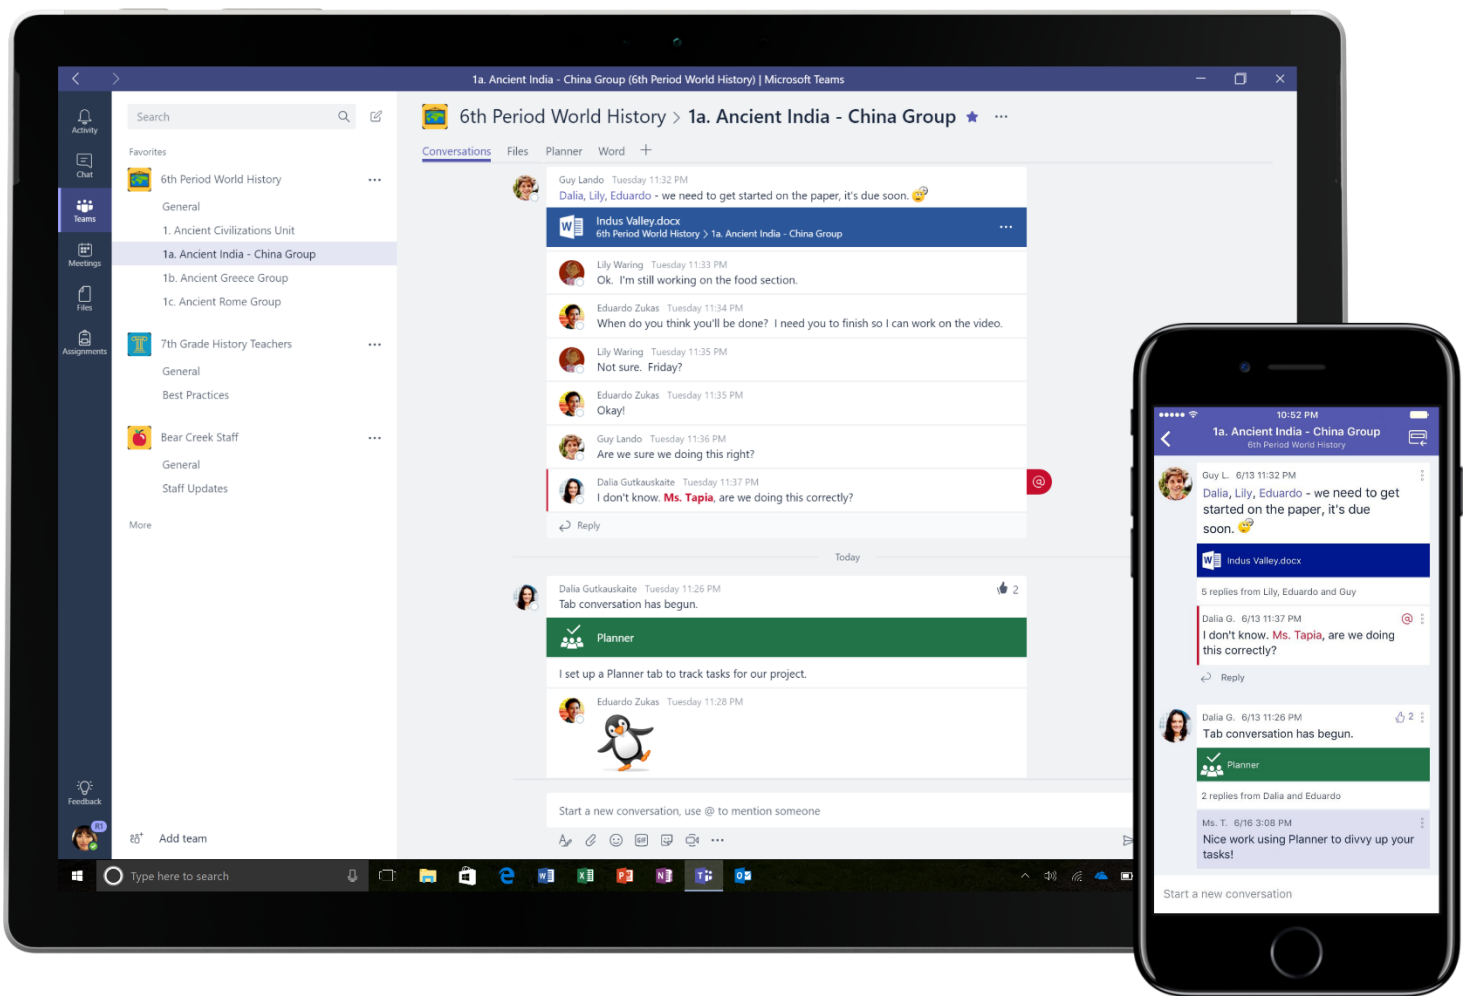 1a. Ancient India - China Group (6th Period World History) | Microsoft Teams
Activity
Chat
Teams
Meetings
Files
Assignments
Feedback
R1
Search
Favorites
6th Period World History
General
1. Ancient Civilizations Unit
1a. Ancient India - China Group
1b. Ancient Greece Group
1c. Ancient Rome Group
7th Grade History Teachers
General
Best Practices
Bear Creek Staff
General
Staff Updates
More
Add team
6th Period World History > 1a. Ancient India - China Group
Conversations Files Planner Word
Guy Lando Tuesday 11:32 PM
Dalia, Lily, Eduardo - we need to get started on the paper, it's due soon.
W
Indus Valley.docx
6th Period World History > 1a. Ancient India - China Group
Lily Waring Tuesday 11:33 PM
Ok. I'm still working on the food section.
Eduardo Zukas Tuesday 11:34 PM
When do you think you'll be done? I need you to finish so I can work on the video.
Lily Waring Tuesday 11:35 PM
Not sure. Friday?
Eduardo Zukas Tuesday 11:35 PM
Okay!
Guy Lando Tuesday 11:36 PM
Are we sure we doing this right?
Dalia Gutkauskaite Tuesday 11:37 PM
I don't know. Ms. Tapia, are we doing this correctly?
@
Reply
Today
Dalia Gutkauskaite Tuesday 11:26 PM
2
Tab conversation has begun.
Planner
I set up a Planner tab to track tasks for our project.
Eduardo Zukas Tuesday 11:28 PM
Start a new conversation, use @ to mention someone
GIF
Type here to search
10:52 PM
1a. Ancient India - China Group
6th Period World History
Guy L. 6/13 11:32 PM
Dalia, Lily, Eduardo - we need to get
started on the paper, it's due
soon.
W
Indus Valley.docx
5 replies from Lily, Eduardo and Guy
Dalia G. 6/13 11:37 PM
@
I don't know. Ms. Tapia, are we doing
this correctly?
Reply
Dalia G. 6/13 11:26 PM
2
Tab conversation has begun.
Planner
2 replies from Dalia and Eduardo
Ms. T. 6/16 3:08 PM
Nice work using Planner to divvy up your
tasks!
Start a new conversation